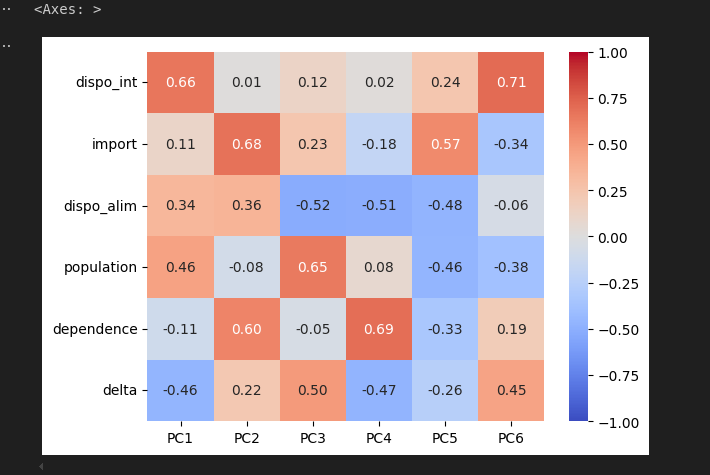 <Axes: >
dispo_int 0.66 0.01 0.12 0.02 0.24 0.71
import 0.11 0.68 0.23 -0.18 0.57 -0.34
dispo_alim 0.34 0.36 -0.52 -0.51 -0.48 -0.06
population 0.46 -0.08 0.65 0.08 -0.46 -0.38
dependence -0.11 0.60 -0.05 0.69 -0.33 0.19
delta -0.46 0.22 0.50 -0.47 -0.26 0.45
PC1 PC2 PC3 PC4 PC5 PC6
1.00
0.75
0.50
0.25
0.00
-0.25
-0.50
-0.75
-1.00